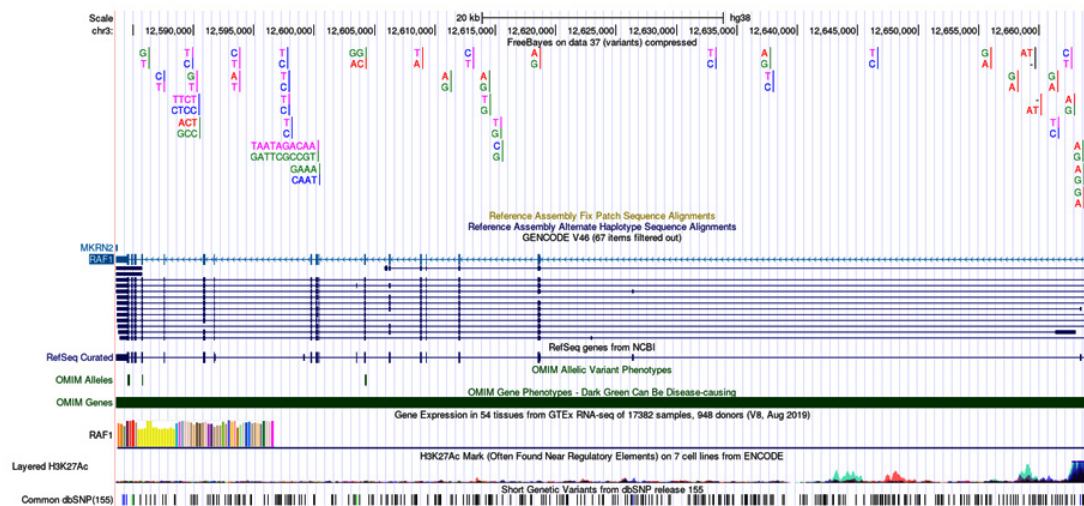 Scale 20 kb hg38
chr3: 12,590,000 12,595,000 12,600,000 12,605,000 12,610,000 12,615,000 12,620,000 12,625,000 12,630,000 12,635,000 12,640,000 12,645,000 12,650,000 12,655,000 12,660,000
FreeBayes on data 37 (variants) compressed
G T C C GG T C A T A T A AT C
T C T T AC A T G C G C G - T
C G A T A A T G G
T T T C G G C A A
TTCT T T - A
CTCC C G AT G
ACT T T T
GCC C G C
TAATAGACAA C A
GATTCGCCGT G G
GAAA A
CAAT G
G
A
Reference Assembly Fix Patch Sequence Alignments
Reference Assembly Alternate Haplotype Sequence Alignments
GENCODE V46 (67 items filtered out)
MKRN2
RAF1
RefSeq genes from NCBI
RefSeq Curated
OMIM Allelic Variant Phenotypes
OMIM Alleles
OMIM Gene Phenotypes - Dark Green Can Be Disease-causing
OMIM Genes
Gene Expression in 54 tissues from GTEx RNA-seq of 17382 samples, 948 donors (V8, Aug 2019)
RAF1
H3K27Ac Mark (Often Found Near Regulatory Elements) on 7 cell lines from ENCODE
Layered H3K27Ac
Short Genetic Variants from dbSNP release 155
Common dbSNP(155)